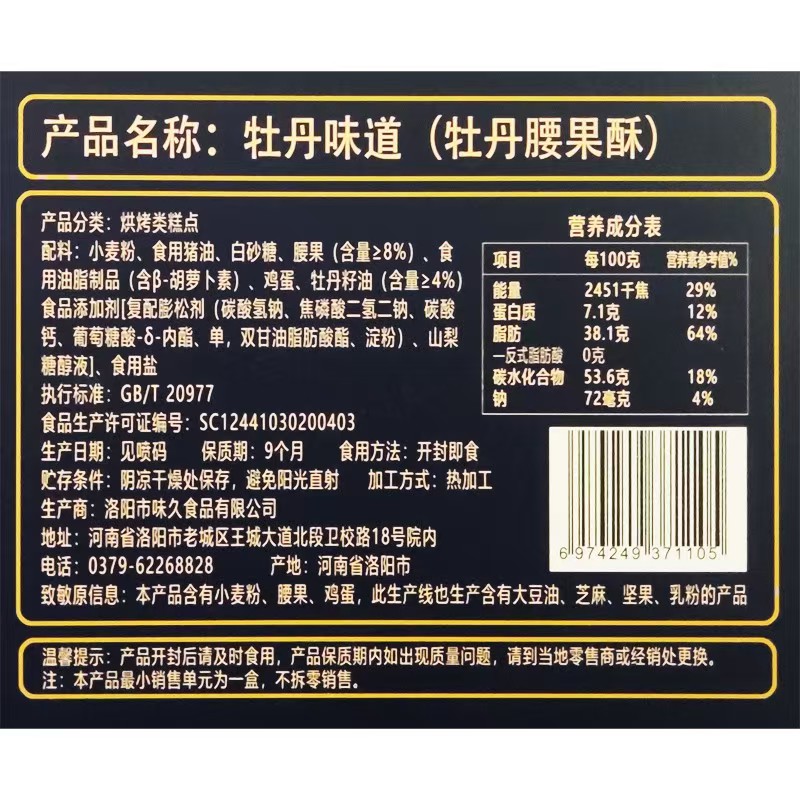 产品名称：牡丹味道（牡丹腰果酥）
产品分类：烘烤类糕点
配料：小麦粉、食用猪油、白砂糖、腰果（含量≥8%）、食
用油脂制品（含β-胡萝卜素）、鸡蛋、牡丹籽油（含量≥4%）
食品添加剂[复配膨松剂（碳酸氢钠、焦磷酸二氢二钠、碳酸
钙、葡萄糖酸-δ-内酯、单，双甘油脂肪酸酯、淀粉）、山梨
糖醇液]、食用盐
执行标准：GB/T 20977
食品生产许可证编号：SC12441030200403
生产日期：见喷码 保质期：9个月 食用方法：开封即食
贮存条件：阴凉干燥处保存，避免阳光直射 加工方式：热加工
生产商：洛阳市味久食品有限公司
地址：河南省洛阳市老城区王城大道北段卫校路18号院内
电话：0379-62268828 产地：河南省洛阳市
致敏原信息：本产品含有小麦粉、腰果、鸡蛋，此生产线也生产含有大豆油、芝麻、坚果、乳粉的产品
营养成分表
项目 每100克 营养素参考值%
能量 2451千焦 29%
蛋白质 7.1克 12%
脂肪 38.1克 64%
—反式脂肪酸 0克
碳水化合物 53.6克 18%
钠 72毫克 4%
6 974249 371105
温馨提示：产品开封后请及时食用，产品保质期内如出现质量问题，请到当地零售商或经销处更换。
注：本产品最小销售单元为一盒，不拆零销售。